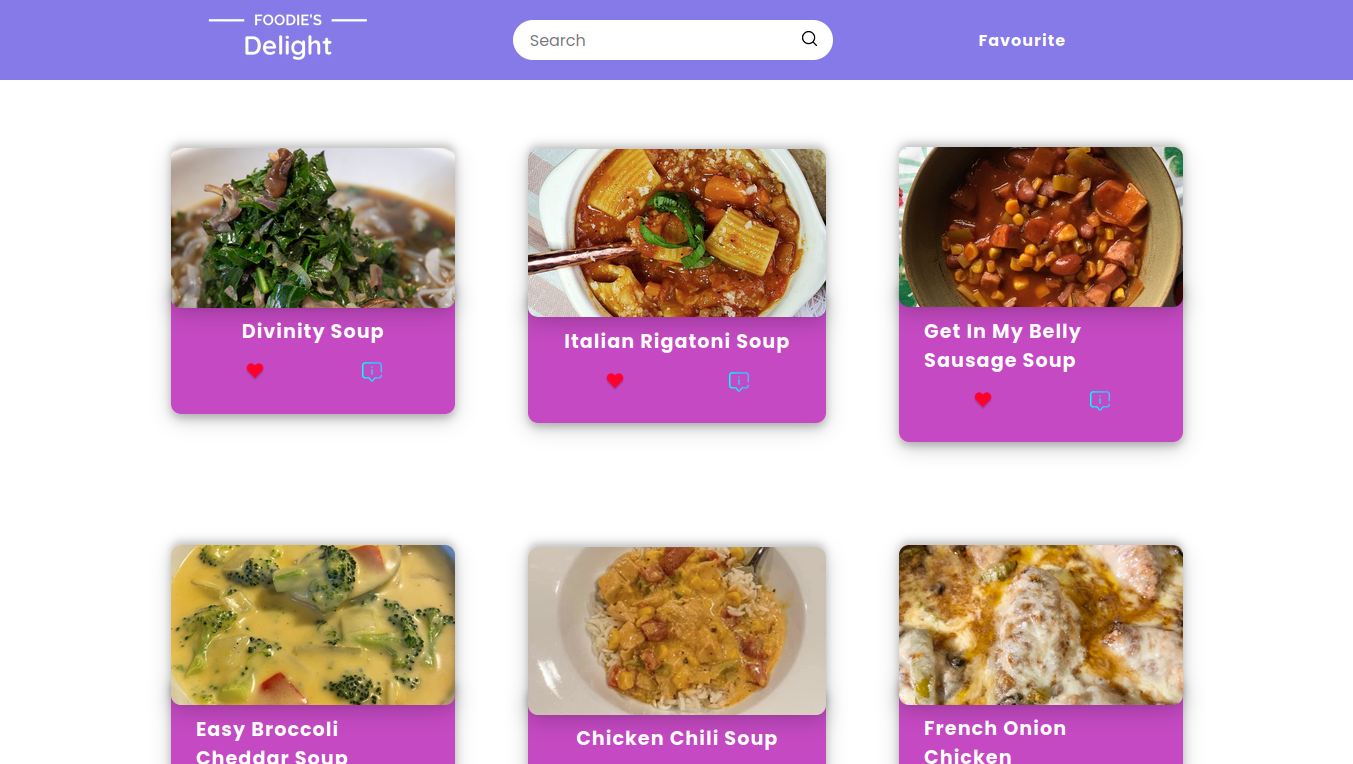 FOODIE'S
Delight
Search
Favourite
Divinity Soup
Italian Rigatoni Soup
Get In My Belly
Sausage Soup
Easy Broccoli
Cheddar Soup
Chicken Chili Soup
French Onion
Chicken